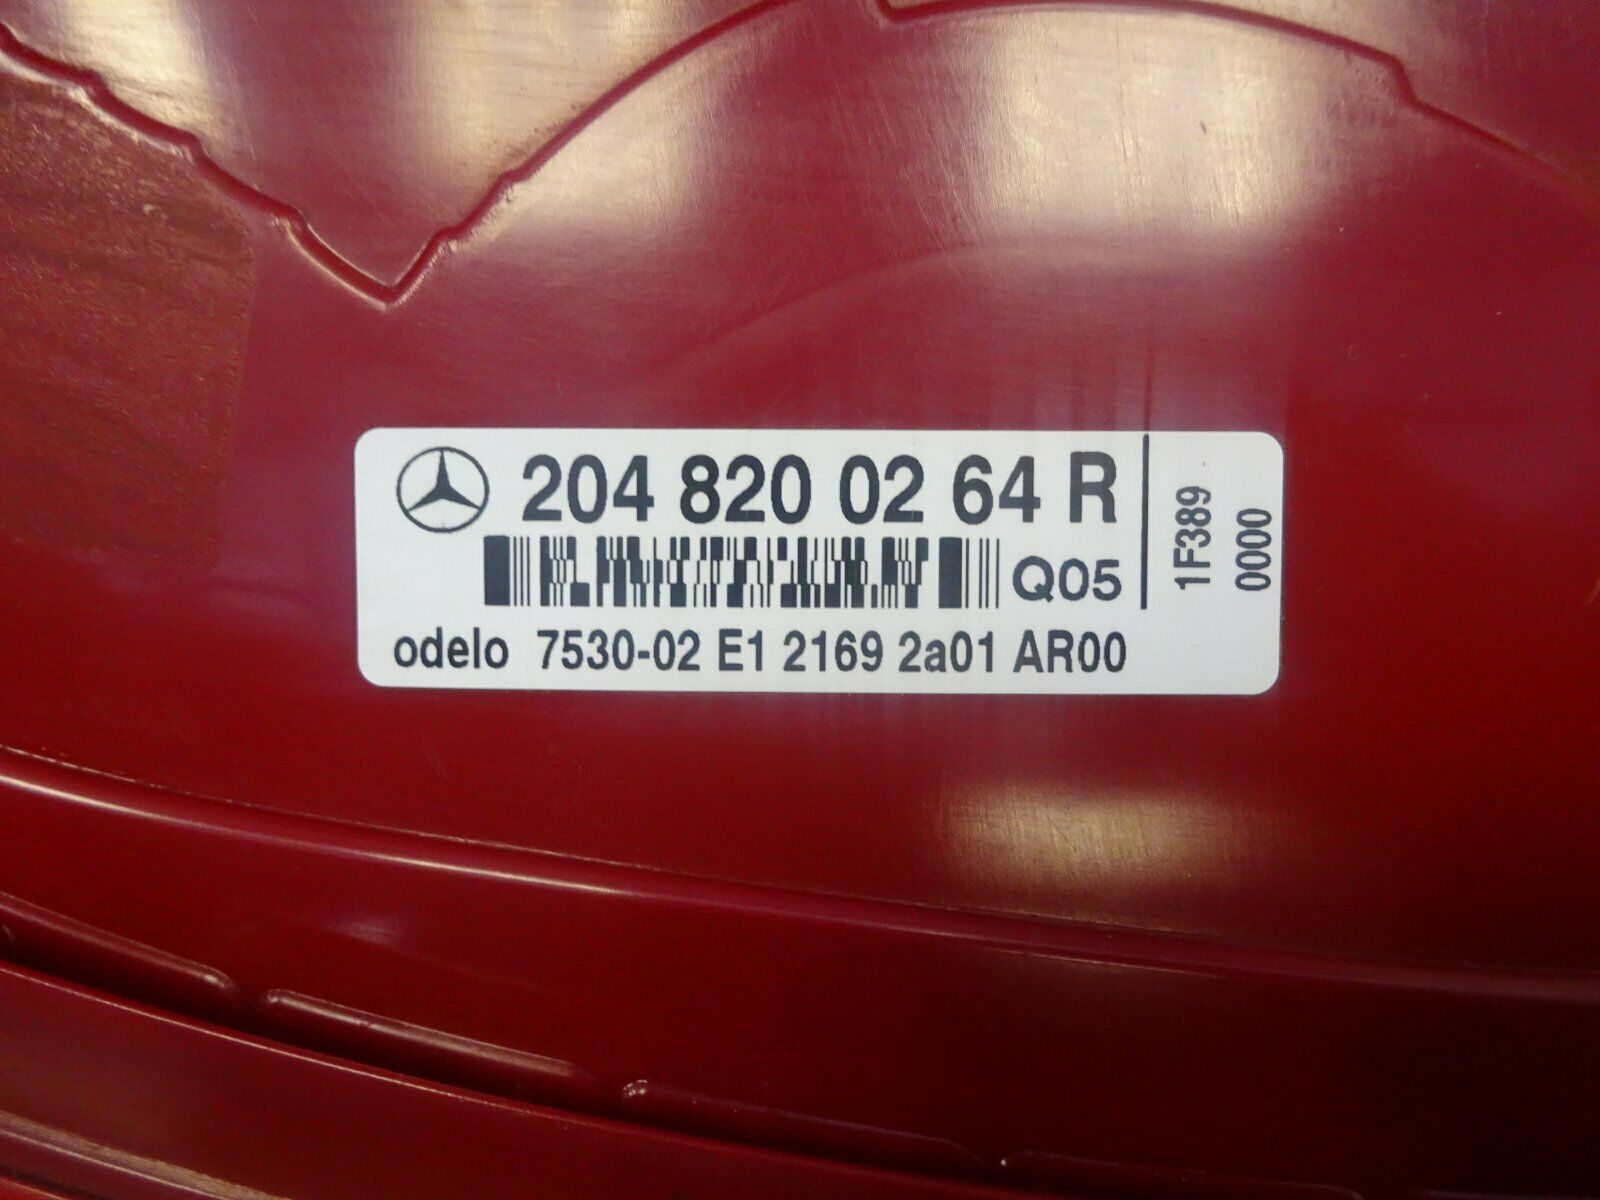 204 820 02 64 R
Q05
odelo 7530-02 E1 2169 2a01 AR00
1F389
0000